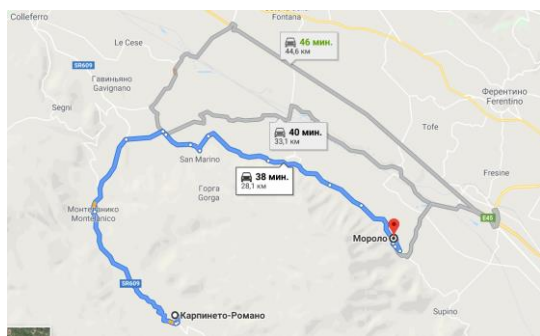 Colleferro
Fontana
Le Cese
46 мин.
44,6 км
SR609
Гавиньяно
Gavignano
Ферентино
Ferentino
Segni
40 мин.
33,1 км
Tofe
San Marino
38 мин.
28,1 км
Fresine
Горга
Gorga
Монтеланико
Montelanico
E45
Мороло
SR609
Карпинето-Романо
Supino